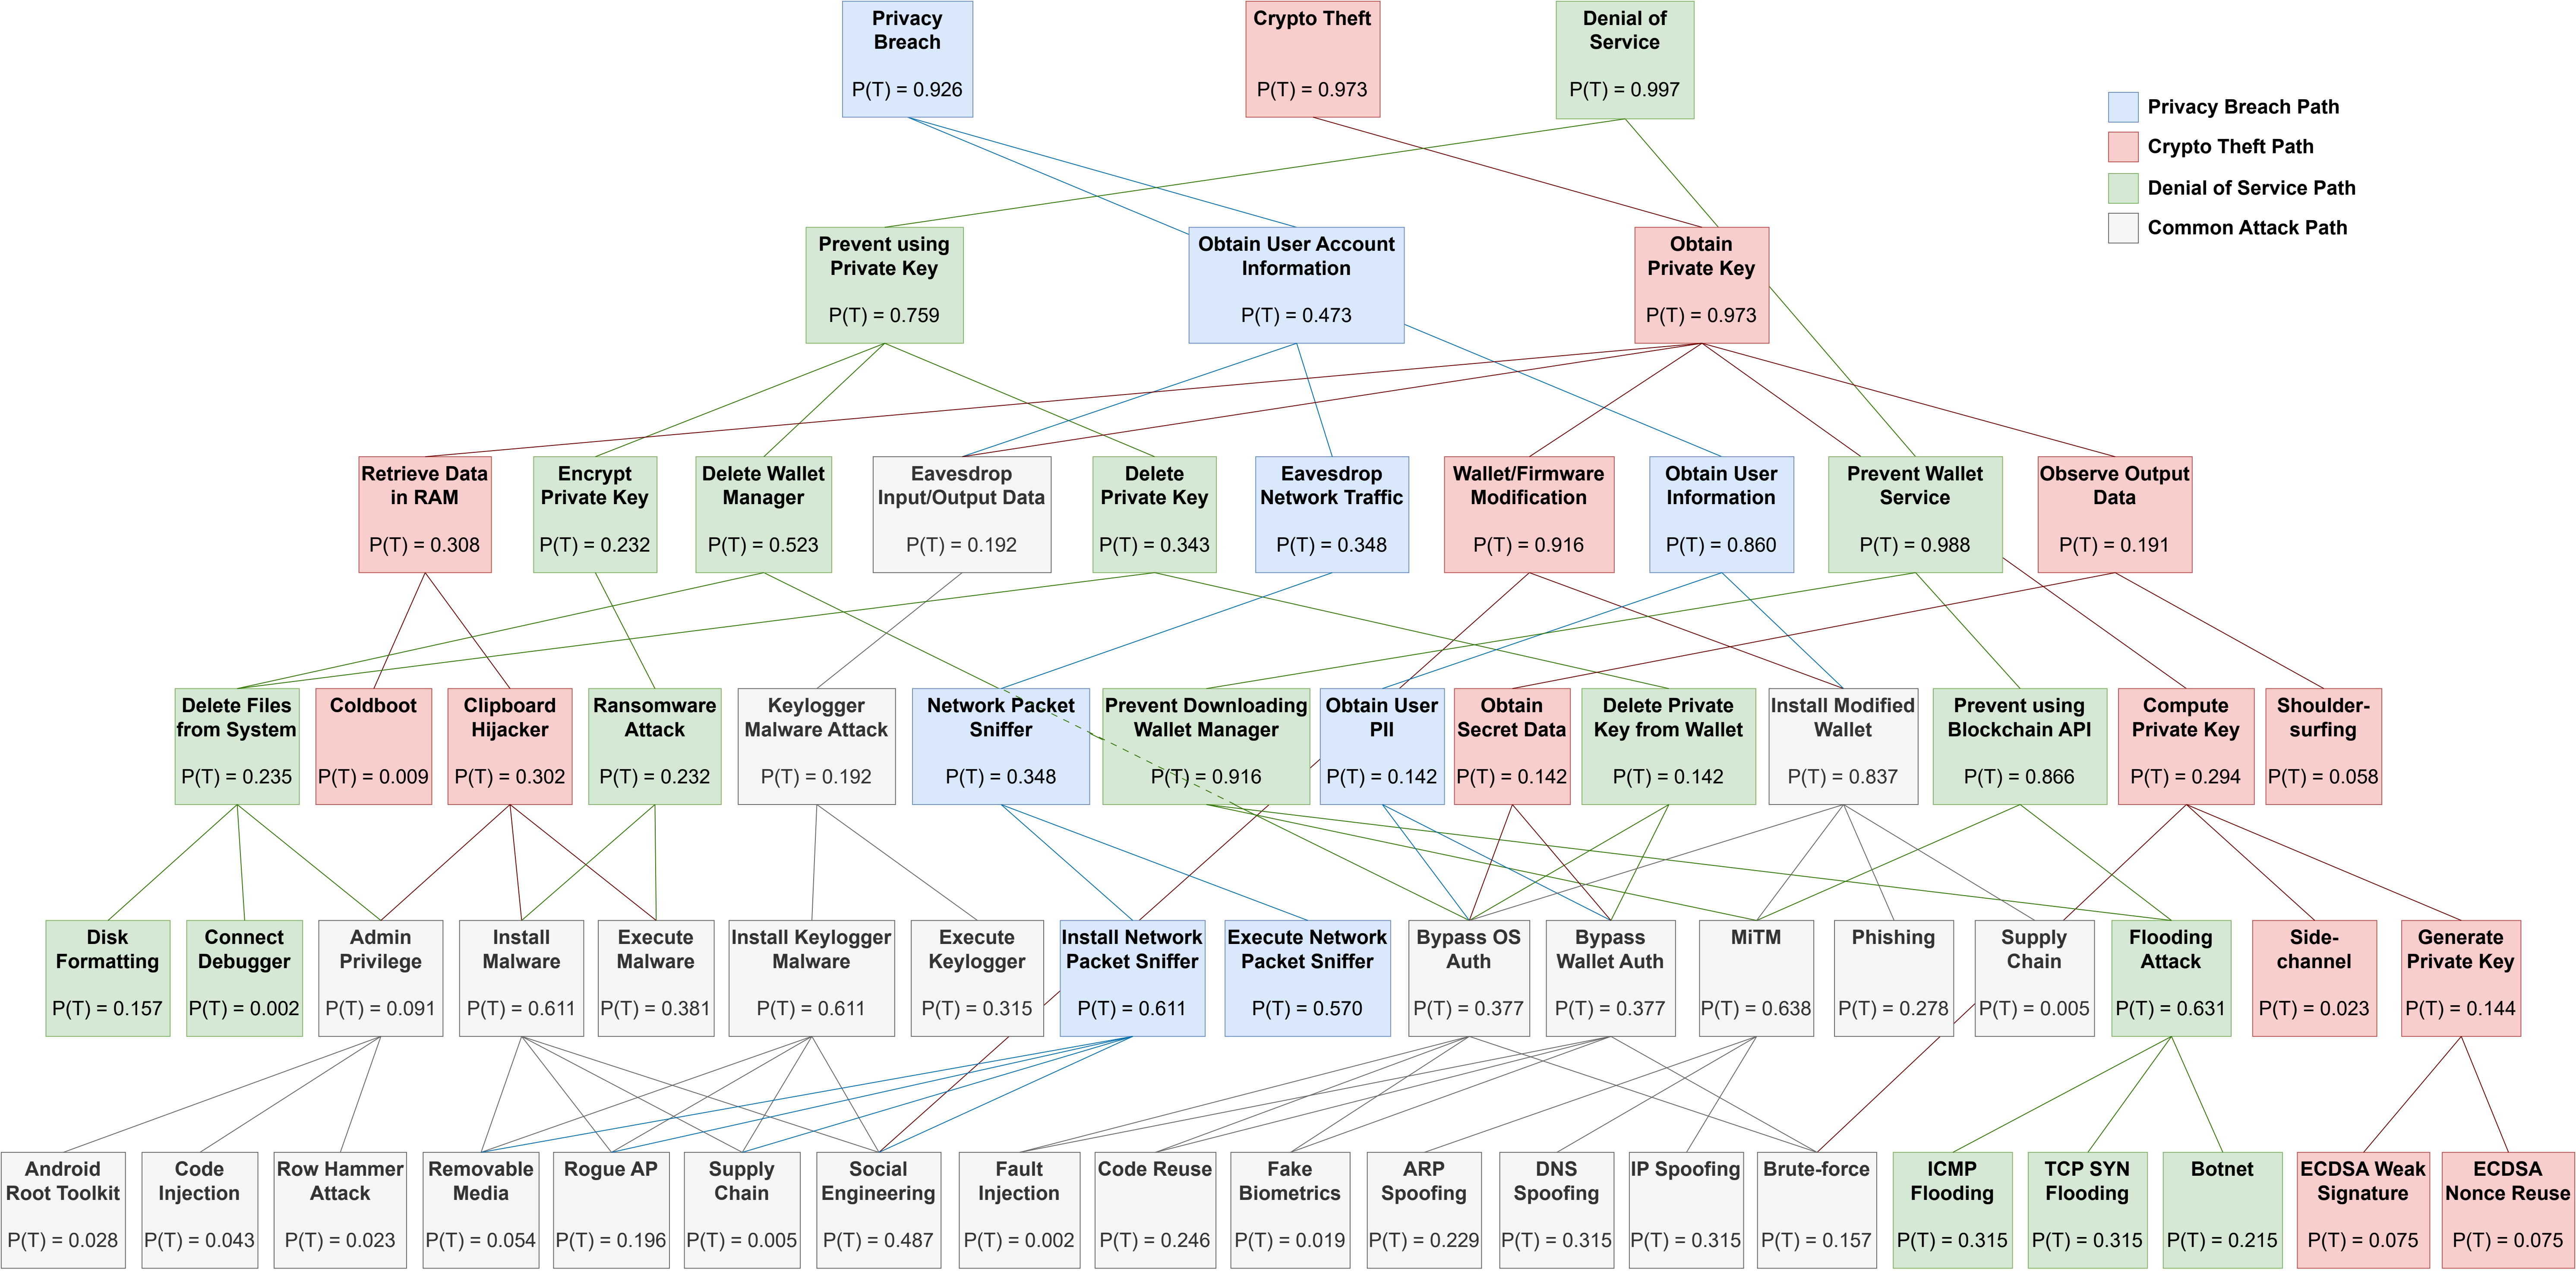 Privacy
Breach
P(T) = 0.926
Crypto Theft
P(T) = 0.973
Denial of
Service
P(T) = 0.997
Privacy Breach Path
Crypto Theft Path
Denial of Service Path
Common Attack Path
Prevent using
Private Key
P(T) = 0.759
Obtain User Account
Information
P(T) = 0.473
Obtain
Private Key
P(T) = 0.973
Retrieve Data
in RAM
P(T) = 0.308
Encrypt
Private Key
P(T) = 0.232
Delete Wallet
Manager
P(T) = 0.523
Eavesdrop
Input/Output Data
P(T) = 0.192
Delete
Private Key
P(T) = 0.343
Eavesdrop
Network Traffic
P(T) = 0.348
Wallet/Firmware
Modification
P(T) = 0.916
Obtain User
Information
P(T) = 0.860
Prevent Wallet
Service
P(T) = 0.988
Observe Output
Data
P(T) = 0.191
Delete Files
from System
P(T) = 0.235
Coldboot
P(T) = 0.009
Clipboard
Hijacker
P(T) = 0.302
Ransomware
Attack
P(T) = 0.232
Keylogger
Malware Attack
P(T) = 0.192
Network Packet
Sniffer
P(T) = 0.348
Prevent Downloading
Wallet Manager
P(T) = 0.916
Obtain User
PII
P(T) = 0.142
Obtain
Secret Data
P(T) = 0.142
Delete Private
Key from Wallet
P(T) = 0.142
Install Modified
Wallet
P(T) = 0.837
Prevent using
Blockchain API
P(T) = 0.866
Compute
Private Key
P(T) = 0.294
Shoulder-
surfing
P(T) = 0.058
Disk
Formatting
P(T) = 0.157
Connect
Debugger
P(T) = 0.002
Admin
Privilege
P(T) = 0.091
Install
Malware
P(T) = 0.611
Execute
Malware
P(T) = 0.381
Install Keylogger
Malware
P(T) = 0.611
Execute
Keylogger
P(T) = 0.315
Install Network
Packet Sniffer
P(T) = 0.611
Execute Network
Packet Sniffer
P(T) = 0.570
Bypass OS
Auth
P(T) = 0.377
Bypass
Wallet Auth
P(T) = 0.377
MiTM
P(T) = 0.638
Phishing
P(T) = 0.278
Supply
Chain
P(T) = 0.005
Flooding
Attack
P(T) = 0.631
Side-
channel
P(T) = 0.023
Generate
Private Key
P(T) = 0.144
Android
Root Toolkit
P(T) = 0.028
Code
Injection
P(T) = 0.043
Row Hammer
Attack
P(T) = 0.023
Removable
Media
P(T) = 0.054
Rogue AP
P(T) = 0.196
Supply
Chain
P(T) = 0.005
Social
Engineering
P(T) = 0.487
Fault
Injection
P(T) = 0.002
Code Reuse
P(T) = 0.246
Fake
Biometrics
P(T) = 0.019
ARP
Spoofing
P(T) = 0.229
DNS
Spoofing
P(T) = 0.315
IP Spoofing
P(T) = 0.315
Brute-force
P(T) = 0.157
ICMP
Flooding
P(T) = 0.315
TCP SYN
Flooding
P(T) = 0.315
Botnet
P(T) = 0.215
ECDSA Weak
Signature
P(T) = 0.075
ECDSA
Nonce Reuse
P(T) = 0.075